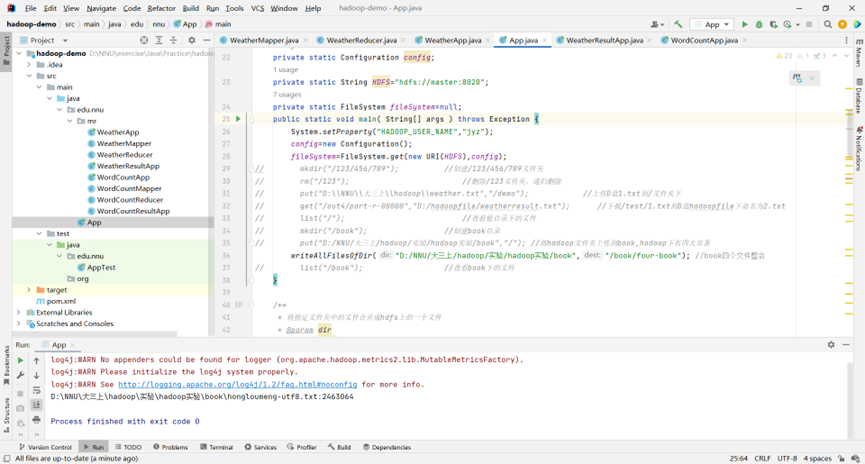 File Edit View Navigate Code Refactor Build Run Tools VCS Window Help hadoop-demo - App.java
hadoop-demo src main java edu nnu App main App
Project WeatherMapper.java WeatherReducer.java WeatherApp.java App.java WeatherResultApp.java WordCountApp.java
hadoop-demo D:\NNU\exercise\Java\Practice\hadoop
.idea
src
main
java
edu.nnu
mr
WeatherApp
WeatherMapper
WeatherReducer
WeatherResultApp
WordCountApp
WordCountMapper
WordCountReducer
WordCountResultApp
App
test
java
edu.nnu
AppTest
org
target
pom.xml
External Libraries
Scratches and Consoles
20 1 3
22 private static Configuration config;
1 usage
23 private static String HDFS="hdfs://master:8020";
7 usages
24 private static FileSystem fileSystem=null;
25 public static void main( String[] args ) throws Exception {
26 System.setProperty("HADOOP_USER_NAME","jyz");
27 config=new Configuration();
28 fileSystem=FileSystem.get(new URI(HDFS),config);
29 // mkdir("/123/456/789"); //创建/123/456/789文件夹
30 // rm("/123"); //删除/123文件夹，递归删除
31 // put("D:\\NNU\\大三上\\hadoop\\weather.txt","/demo"); //上传D盘1.txt到/文件夹下
32 // get("/out4/part-r-00000","D:/hadoopfile/weatherresult.txt"); //下载/test/1.txt到D盘hadoopfile下命名为2.txt
33 // list("/"); //查看根目录下的文件
34 // mkdir("/book"); //创建book目录
35 // put("D:/NNU/大三上/hadoop/实验/hadoop实验/book","/"); //将hadoop文件夹上传到book,hadoop下有四大名著
36 writeAllFilesOfDir( dir: "D:/NNU/大三上/hadoop/实验/hadoop实验/book", dest: "/book/four-book"); //book四个文件整合
37 // list("/book"); //查看book下的文件
38 }
39
40 /**
41 * 将指定文件夹中的文件合并成hdfs上的一个文件
42 * @param dir
Run: App
log4j:WARN No appenders could be found for logger (org.apache.hadoop.metrics2.lib.MutableMetricsFactory).
log4j:WARN Please initialize the log4j system properly.
log4j:WARN See http://logging.apache.org/log4j/1.2/faq.html#noconfig for more info.
D:\NNU\大三上\hadoop\实验\hadoop实验\book\hongloumeng-utf8.txt:2463064
Process finished with exit code 0
Version Control Run TODO Problems Terminal Services Profiler Build Dependencies
All files are up-to-date (a minute ago) 25:64 CRLF UTF-8 4 spaces
Project
Bookmarks
Structure
Maven
Database
Notifications